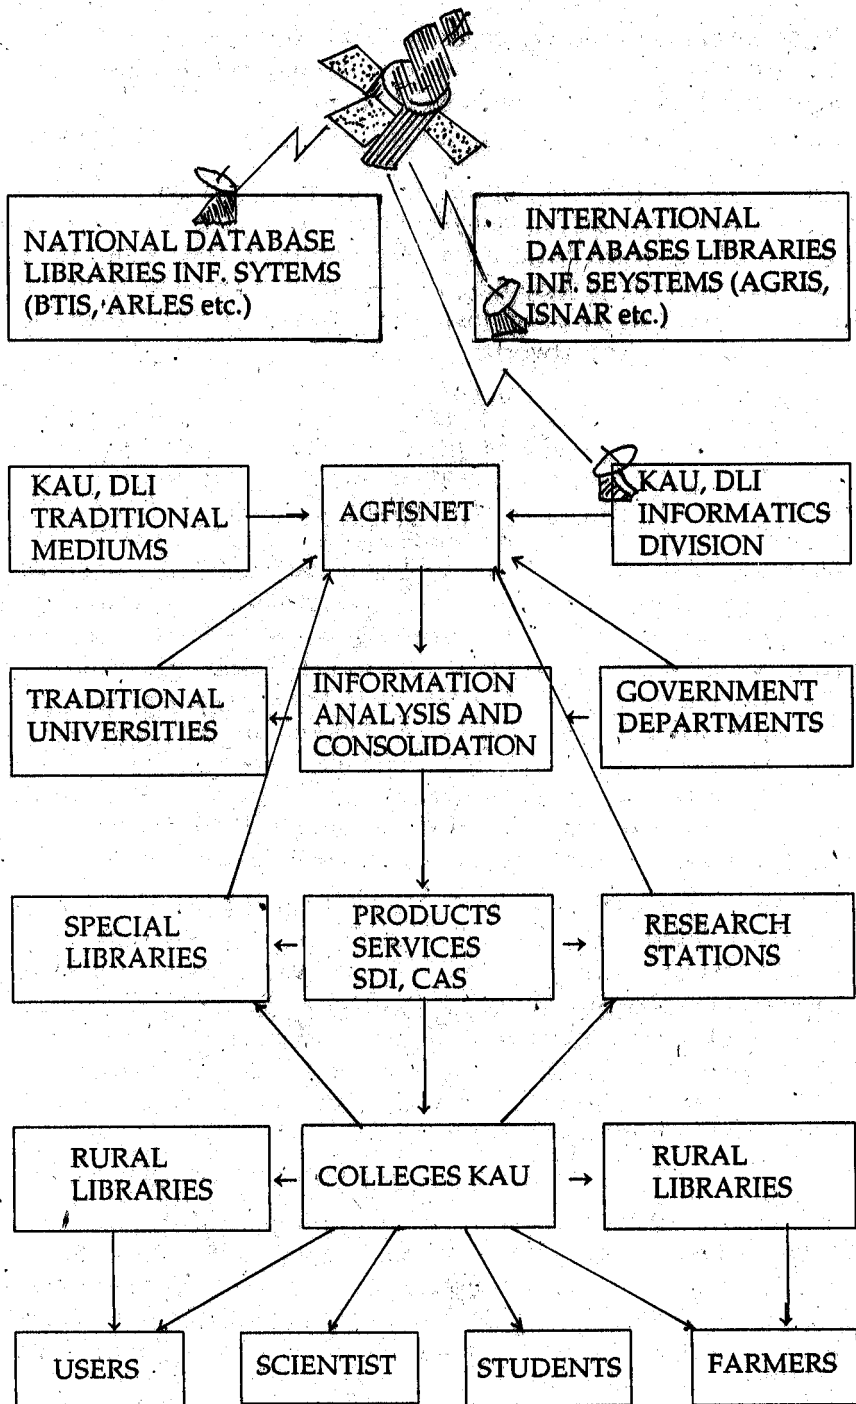 NATIONAL DATABASE
LIBRARIES INF. SYTEMS
(BTIS, ARLES etc.)
INTERNATIONAL
DATABASES LIBRARIES
INF. SEYSTEMS (AGRIS,
ISNAR etc.)
KAU, DLI
TRADITIONAL
MEDIUMS
AGFISNET
KAU, DLI
INFORMATICS
DIVISION
TRADITIONAL
UNIVERSITIES
INFORMATION
ANALYSIS AND
CONSOLIDATION
GOVERNMENT
DEPARTMENTS
SPECIAL
LIBRARIES
PRODUCTS
SERVICES
SDI, CAS
RESEARCH
STATIONS
RURAL
LIBRARIES
COLLEGES KAU
RURAL
LIBRARIES
USERS
SCIENTIST
STUDENTS
FARMERS